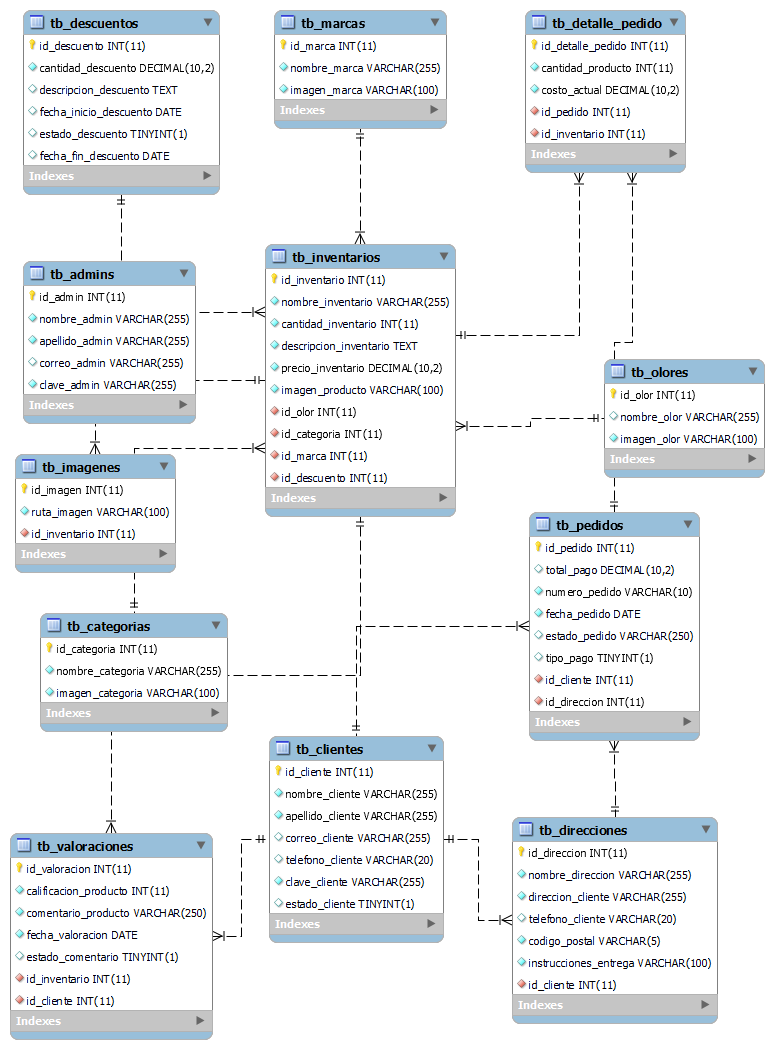 tb_descuentos
id_descuento INT(11)
cantidad_descuento DECIMAL(10,2)
descripcion_descuento TEXT
fecha_inicio_descuento DATE
estado_descuento TINYINT(1)
fecha_fin_descuento DATE
Indexes
tb_marcas
id_marca INT(11)
nombre_marca VARCHAR(255)
imagen_marca VARCHAR(100)
Indexes
tb_detalle_pedido
id_detalle_pedido INT(11)
cantidad_producto INT(11)
costo_actual DECIMAL(10,2)
id_pedido INT(11)
id_inventario INT(11)
Indexes
tb_admins
id_admin INT(11)
nombre_admin VARCHAR(255)
apellido_admin VARCHAR(255)
correo_admin VARCHAR(255)
clave_admin VARCHAR(255)
Indexes
tb_inventarios
id_inventario INT(11)
nombre_inventario VARCHAR(255)
cantidad_inventario INT(11)
descripcion_inventario TEXT
precio_inventario DECIMAL(10,2)
imagen_producto VARCHAR(100)
id_olor INT(11)
id_categoria INT(11)
id_marca INT(11)
id_descuento INT(11)
Indexes
tb_olores
id_olor INT(11)
nombre_olor VARCHAR(255)
imagen_olor VARCHAR(100)
Indexes
tb_imagenes
id_imagen INT(11)
ruta_imagen VARCHAR(100)
id_inventario INT(11)
Indexes
tb_pedidos
id_pedido INT(11)
total_pago DECIMAL(10,2)
numero_pedido VARCHAR(10)
fecha_pedido DATE
estado_pedido VARCHAR(250)
tipo_pago TINYINT(1)
id_cliente INT(11)
id_direccion INT(11)
Indexes
tb_categorias
id_categoria INT(11)
nombre_categoria VARCHAR(255)
imagen_categoria VARCHAR(100)
Indexes
tb_clientes
id_cliente INT(11)
nombre_cliente VARCHAR(255)
apellido_cliente VARCHAR(255)
correo_cliente VARCHAR(255)
telefono_cliente VARCHAR(20)
clave_cliente VARCHAR(255)
estado_cliente TINYINT(1)
Indexes
tb_direcciones
id_direccion INT(11)
nombre_direccion VARCHAR(255)
direccion_cliente VARCHAR(255)
telefono_cliente VARCHAR(20)
codigo_postal VARCHAR(5)
instrucciones_entrega VARCHAR(100)
id_cliente INT(11)
Indexes
tb_valoraciones
id_valoracion INT(11)
calificacion_producto INT(11)
comentario_producto VARCHAR(250)
fecha_valoracion DATE
estado_comentario TINYINT(1)
id_inventario INT(11)
id_cliente INT(11)
Indexes